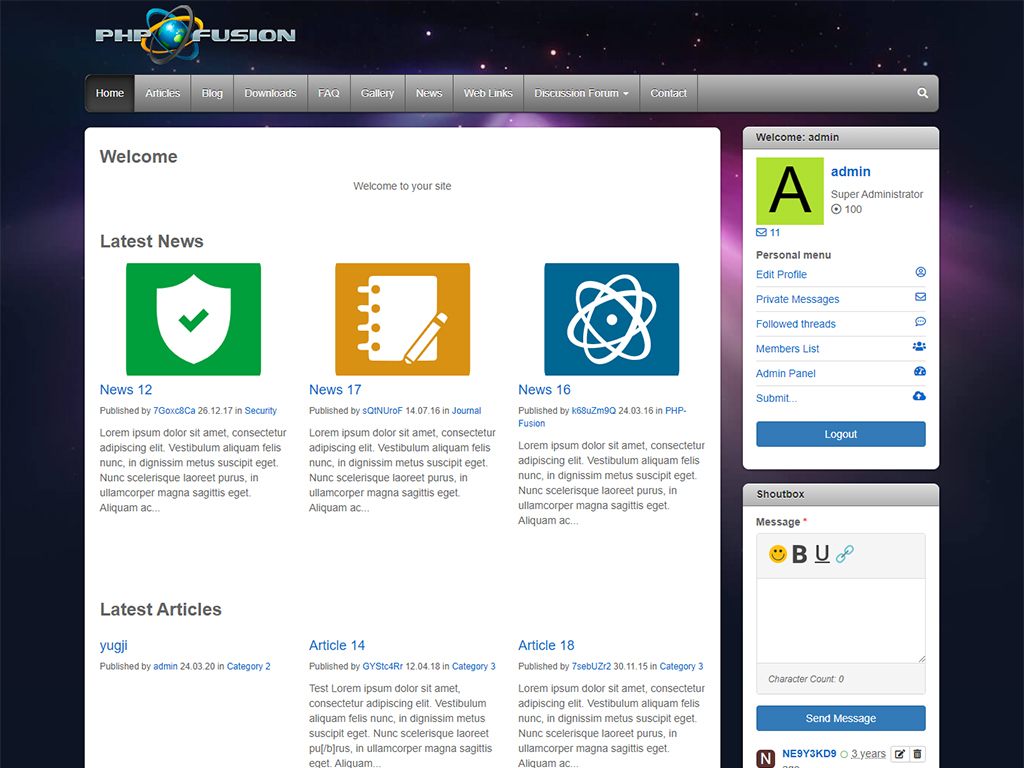 PHP FUSION
Home Articles Blog Downloads FAQ Gallery News Web Links Discussion Forum Contact
Welcome
Welcome to your site
Latest News
News 12
Published by 7Goxc8Ca 26.12.17 in Security
Lorem ipsum dolor sit amet, consectetur
adipiscing elit. Vestibulum aliquam felis
nunc, in dignissim metus suscipit eget.
Nunc scelerisque laoreet purus, in
ullamcorper magna sagittis eget.
Aliquam ac...
News 17
Published by sQtNUroF 14.07.16 in Journal
Lorem ipsum dolor sit amet, consectetur
adipiscing elit. Vestibulum aliquam felis
nunc, in dignissim metus suscipit eget.
Nunc scelerisque laoreet purus, in
ullamcorper magna sagittis eget.
Aliquam ac...
News 16
Published by k68uZm9Q 24.03.16 in PHP-
Fusion
Lorem ipsum dolor sit amet, consectetur
adipiscing elit. Vestibulum aliquam felis
nunc, in dignissim metus suscipit eget.
Nunc scelerisque laoreet purus, in
ullamcorper magna sagittis eget.
Aliquam ac...
Latest Articles
yugji
Published by admin 24.03.20 in Category 2
Article 14
Published by GYStc4Rr 12.04.18 in Category 3
Test Lorem ipsum dolor sit amet,
consectetur adipiscing elit. Vestibulum
aliquam felis nunc, in dignissim metus
suscipit eget. Nunc scelerisque laoreet
pu[/b]rus, in ullamcorper magna sagittis
eget. Aliquam...
Article 18
Published by 7sebUZr2 30.11.15 in Category 3
Lorem ipsum dolor sit amet, consectetur
adipiscing elit. Vestibulum aliquam felis
nunc, in dignissim metus suscipit eget.
Nunc scelerisque laoreet purus, in
ullamcorper magna sagittis eget.
Aliquam ac...
Welcome: admin
A
admin
Super Administrator
100
11
Personal menu
Edit Profile
Private Messages
Followed threads
Members List
Admin Panel
Submit...
Logout
Shoutbox
Message *
B U
Character Count: 0
Send Message
N
NE9Y3KD9 3 years
ago